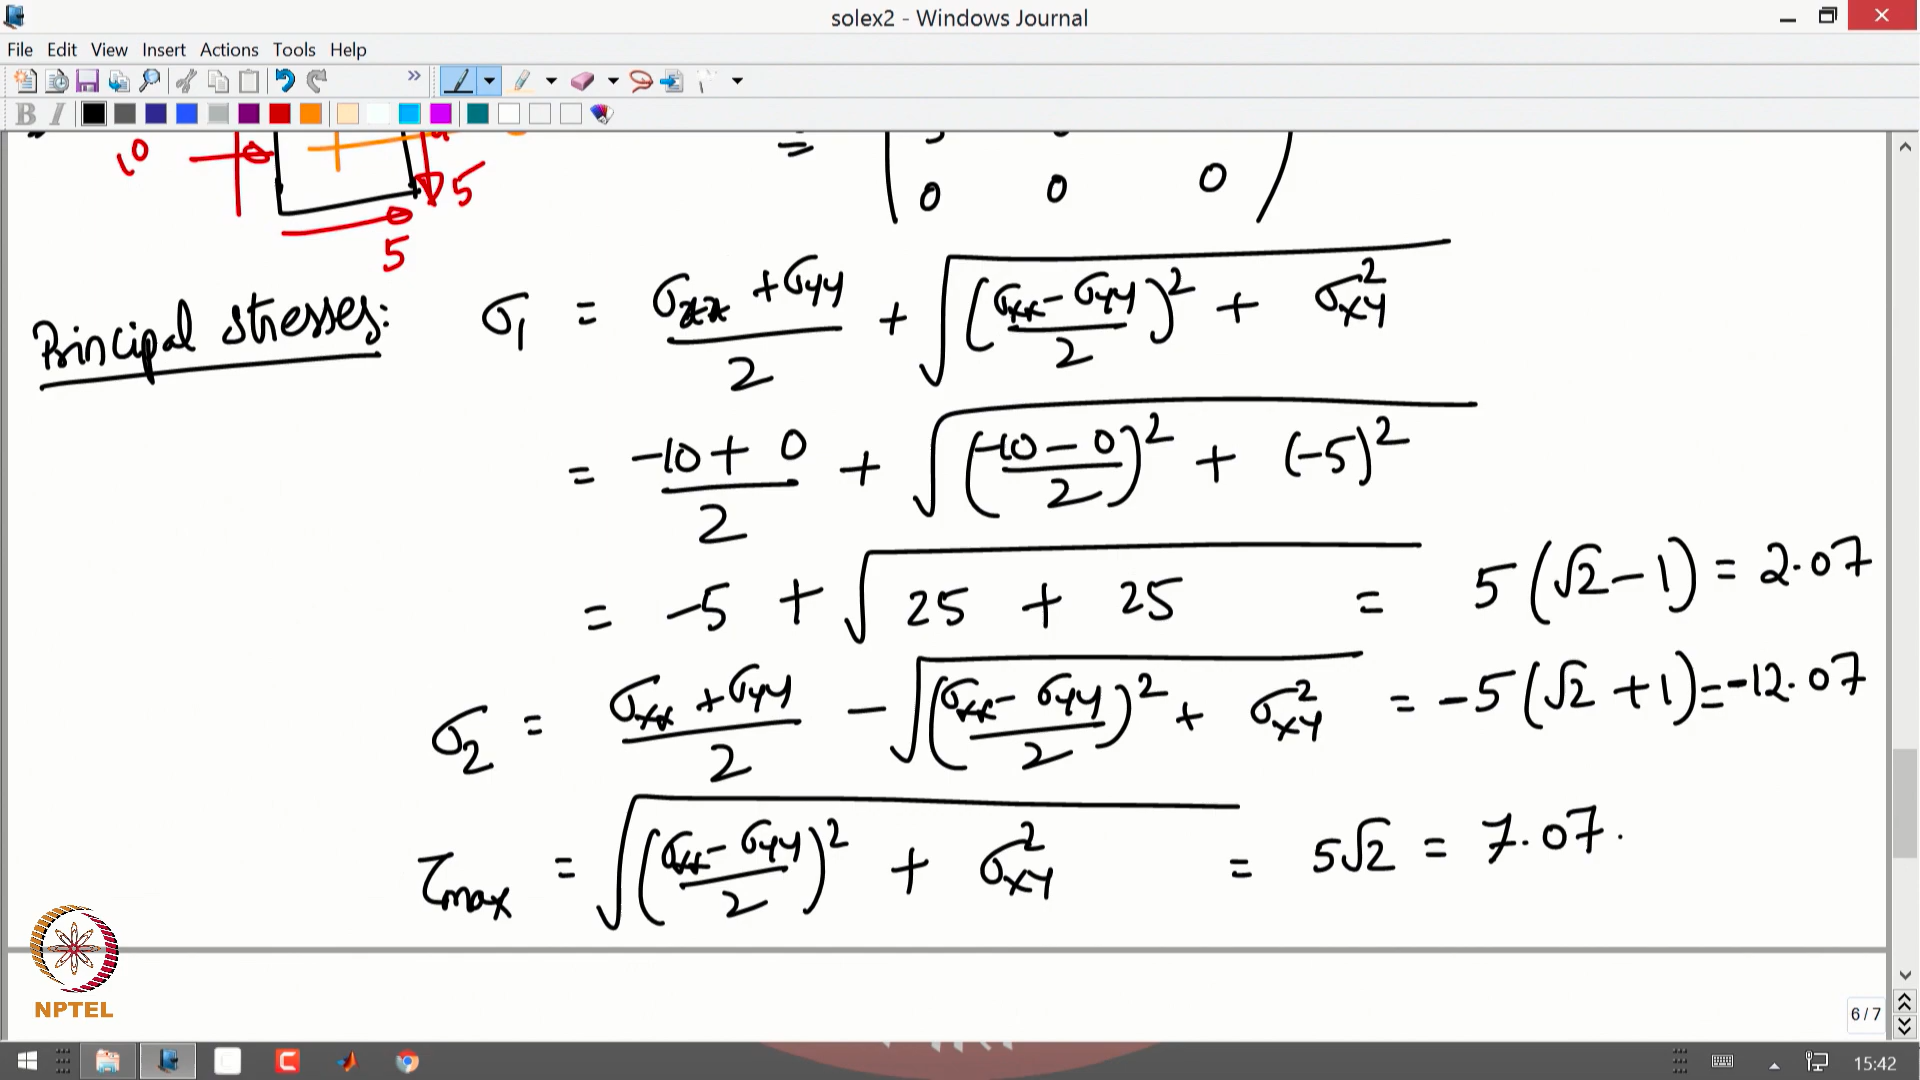 solex2 - Windows Journal
File Edit View Insert Actions Tools Help
B I
10
5
5
=
0 0 0
Principal stresses: σ₁ = (σxx + σyy)/2 + √(((σxx - σyy)/2)² + σxy²)
= (-10 + 0)/2 + √(((-10 - 0)/2)² + (-5)²)
= -5 + √(25 + 25) = 5(√2 - 1) = 2.07
σ₂ = (σxx + σyy)/2 - √(((σxx - σyy)/2)² + σxy²) = -5(√2 + 1) = -12.07
τmax = √(((σxx - σyy)/2)² + σxy²) = 5√2 = 7.07.
NPTEL
6 / 7
15:42